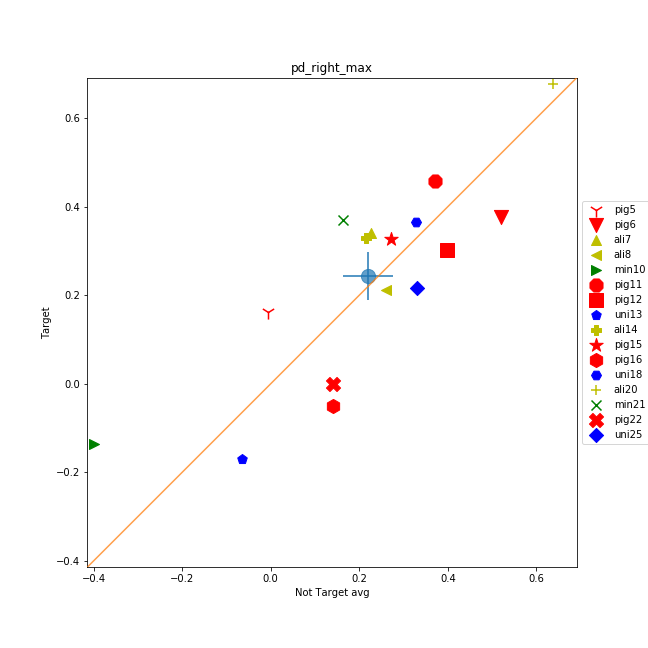 pd_right_max
0.6
0.4
0.2
0.0
−0.2
−0.4
Target
−0.4
−0.2
0.0
0.2
0.4
0.6
Not Target avg
pig5
pig6
ali7
ali8
min10
pig11
pig12
uni13
ali14
pig15
pig16
uni18
ali20
min21
pig22
uni25